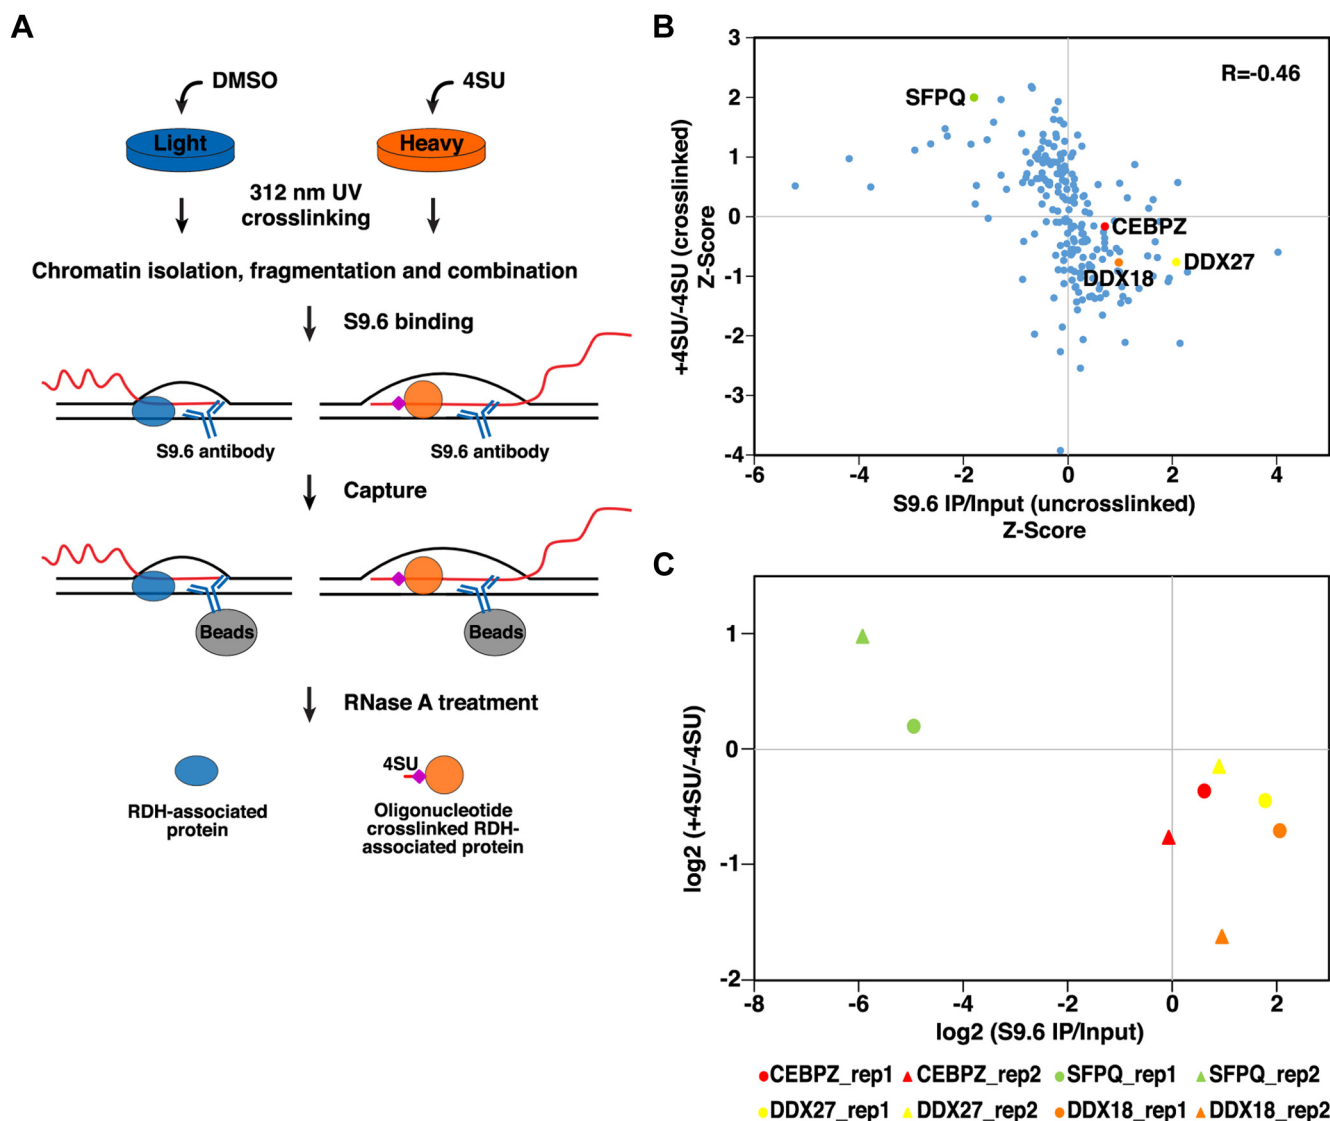 A
DMSO
4SU
Light
Heavy
312 nm UV
crosslinking
Chromatin isolation, fragmentation and combination
S9.6 binding
S9.6 antibody
S9.6 antibody
Capture
Beads
Beads
RNase A treatment
4SU
RDH-associated
protein
Oligonucleotide
crosslinked RDH-
associated protein
B
3
2
1
0
-1
-2
-3
-4
+4SU/-4SU (crosslinked)
Z-Score
R=-0.46
SFPQ
CEBPZ
DDX27
DDX18
-6
-4
-2
0
2
4
S9.6 IP/Input (uncrosslinked)
Z-Score
C
1
0
-1
-2
log2 (+4SU/-4SU)
-8
-6
-4
-2
0
2
log2 (S9.6 IP/Input)
CEBPZ_rep1 CEBPZ_rep2 SFPQ_rep1 SFPQ_rep2
DDX27_rep1 DDX27_rep2 DDX18_rep1 DDX18_rep2